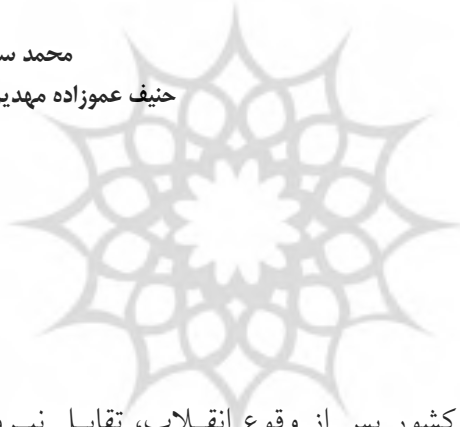 محمد
حنیف عموزاده
کشور پس از وقوع انقلاب، تقابل